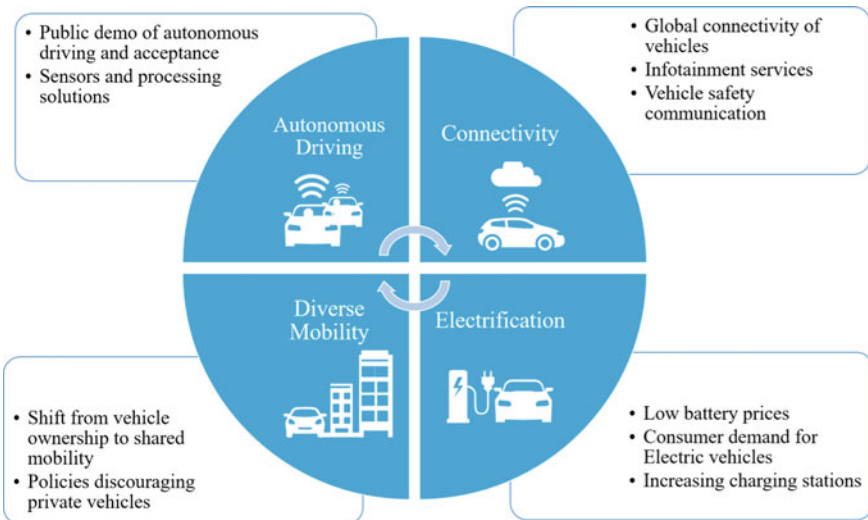 • Public demo of autonomous
driving and acceptance
• Sensors and processing
solutions
• Global connectivity of
vehicles
• Infotainment services
• Vehicle safety
communication
Autonomous
Driving
Connectivity
Diverse
Mobility
Electrification
• Shift from vehicle
ownership to shared
mobility
• Policies discouraging
private vehicles
• Low battery prices
• Consumer demand for
Electric vehicles
• Increasing charging stations